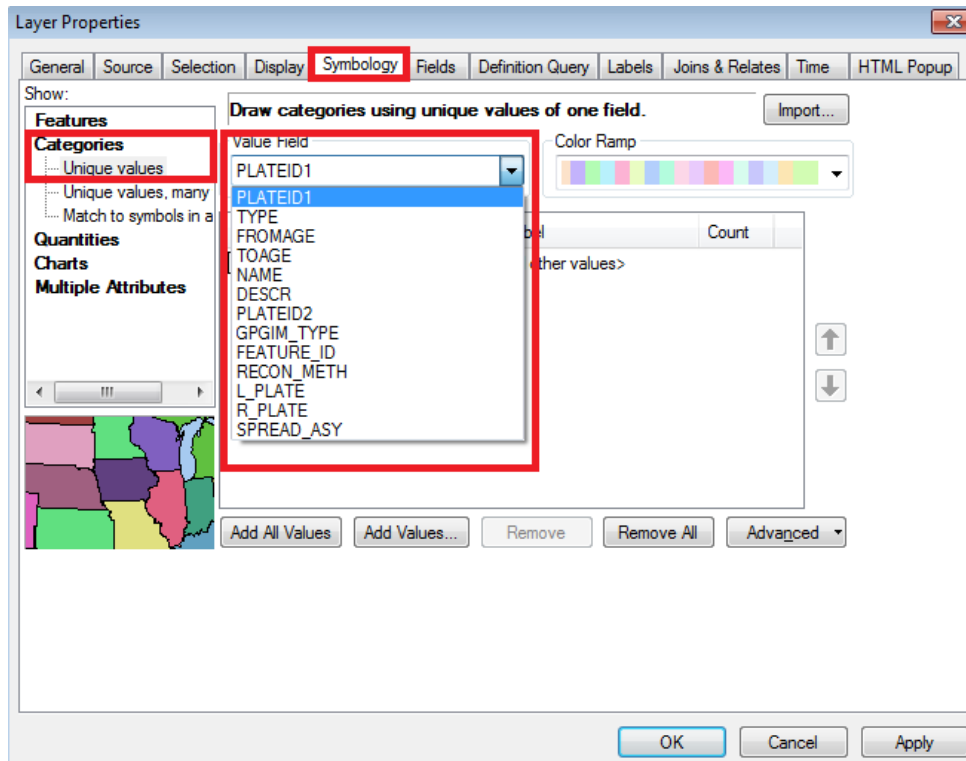 Layer Properties
General Source Selection Display Symbology Fields Definition Query Labels Joins & Relates Time HTML Popup
Show:
Features
Categories
Unique values
Unique values, many
Match to symbols in a
Quantities
Charts
Multiple Attributes
Draw categories using unique values of one field.
Import...
Value Field
PLATEID1
Color Ramp
PLATEID1
TYPE
FROMAGE
TOAGE
NAME
DESCR
PLATEID2
GPGIM_TYPE
FEATURE_ID
RECON_METH
L_PLATE
R_PLATE
SPREAD_ASY
bel Count
other values>
Add All Values Add Values... Remove Remove All Advanced
OK Cancel Apply